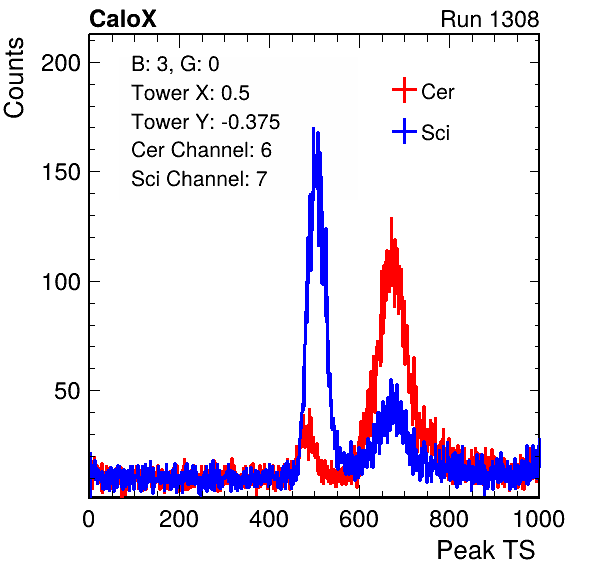 CaloX Run 1308
Counts
B: 3, G: 0
Tower X: 0.5
Tower Y: -0.375
Cer Channel: 6
Sci Channel: 7
Cer
Sci
200
150
100
50
0 200 400 600 800 1000
Peak TS